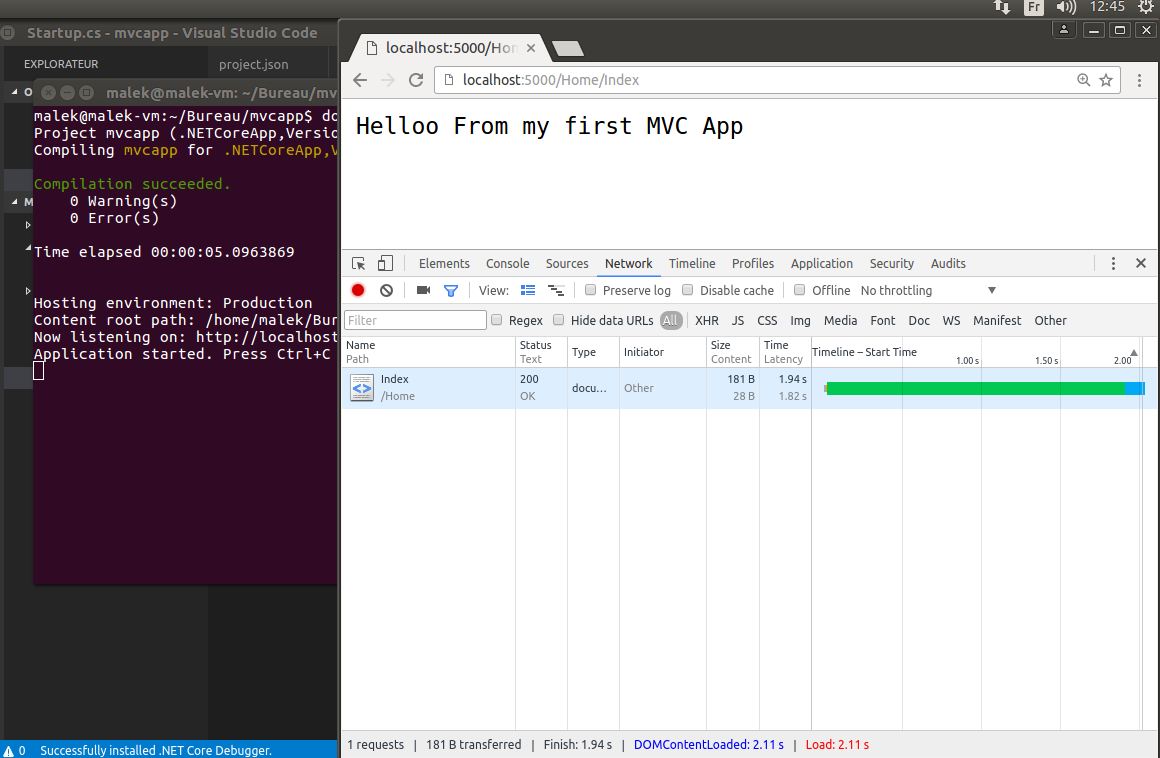 Fr
12:45
Startup.cs - mvcapp - Visual Studio Code
EXPLORATEUR
project.json
malek@malek-vm: ~/Bureau/mv
malek@malek-vm:~/Bureau/mvcapp$ do
Project mvcapp (.NETCoreApp,Versio
Compiling mvcapp for .NETCoreApp,V
Compilation succeeded.
0 Warning(s)
0 Error(s)
Time elapsed 00:00:05.0963869
Hosting environment: Production
Content root path: /home/malek/Bur
Now listening on: http://localhost
Application started. Press Ctrl+C
0 Successfully installed .NET Core Debugger.
localhost:5000/Hom
localhost:5000/Home/Index
Helloo From my first MVC App
Elements Console Sources Network Timeline Profiles Application Security Audits
View: Preserve log Disable cache Offline No throttling
Filter Regex Hide data URLs All XHR JS CSS Img Media Font Doc WS Manifest Other
Name Status Type Initiator Size Time Timeline – Start Time
Path Text Content Latency 1.00 s 1.50 s 2.00
Index 200 docu… Other 181 B 1.94 s
/Home OK 28 B 1.82 s
1 requests | 181 B transferred | Finish: 1.94 s | DOMContentLoaded: 2.11 s | Load: 2.11 s